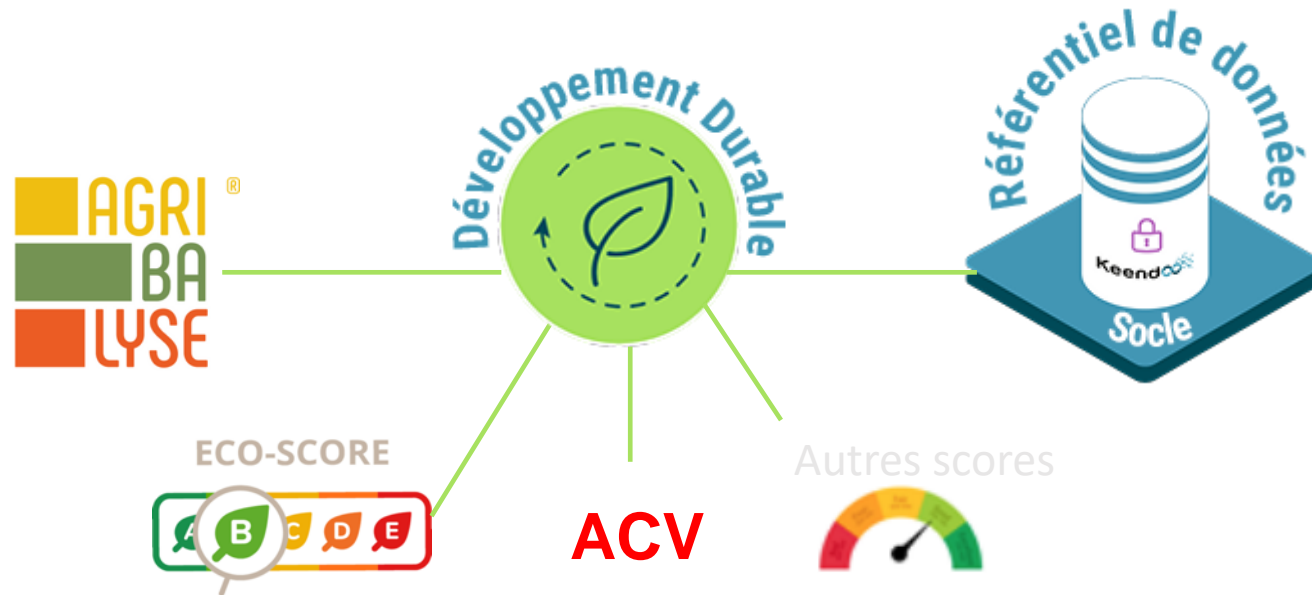 AGRI ®
BA
LYSE
Développement Durable
Référentiel de données
Keendoo
Socle
ECO-SCORE
A B C D E
ACV
Autres scores